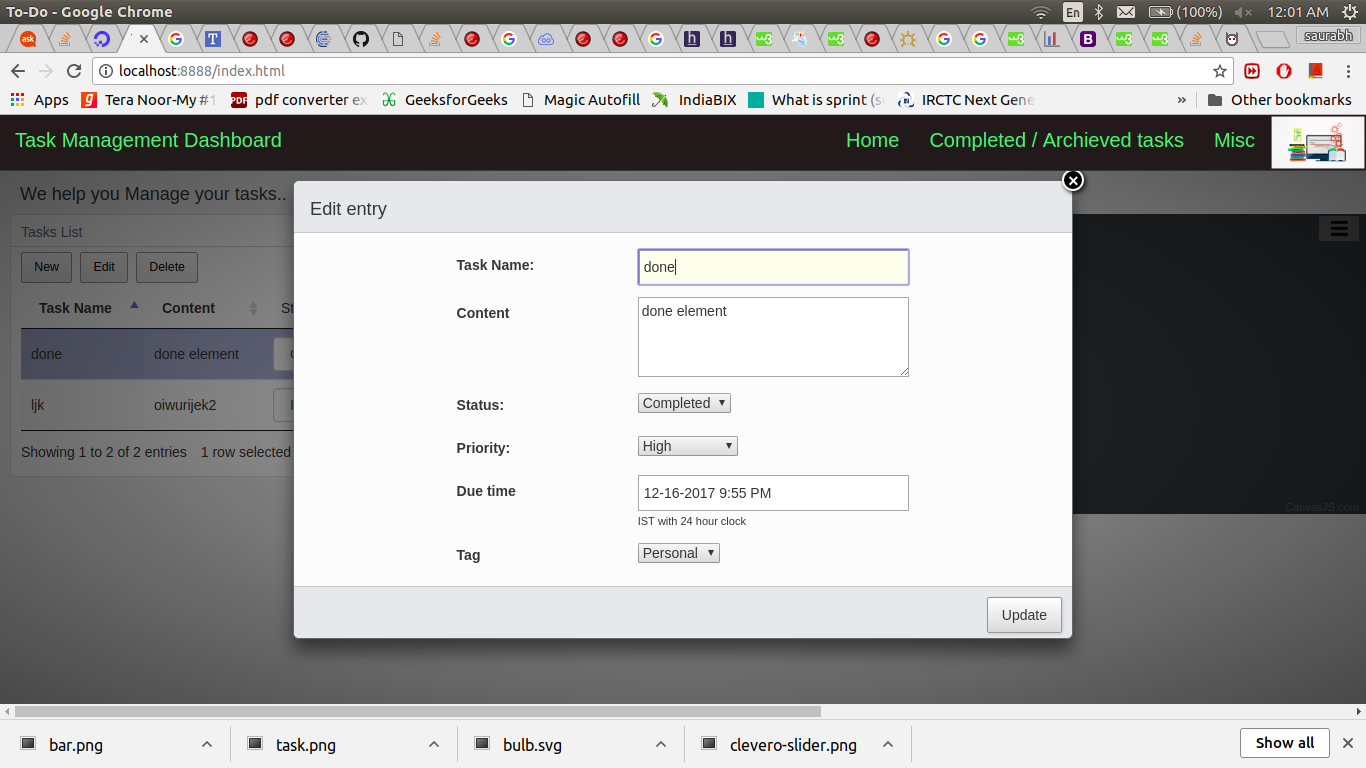 To-Do - Google Chrome
En
(100%)
12:01 AM
saurabh
localhost:8888/index.html
Apps
Tera Noor-My #1
pdf converter ex
GeeksforGeeks
Magic Autofill
IndiaBIX
What is sprint (s
IRCTC Next Gene
»
Other bookmarks
Task Management Dashboard
Home
Completed / Archieved tasks
Misc
We help you Manage your tasks..
Tasks List
New
Edit
Delete
Task Name
Content
St
done
done element
ljk
oiwurijek2
Showing 1 to 2 of 2 entries
1 row selected
Edit entry
Task Name:
done
Content
done element
Status:
Completed
Priority:
High
Due time
12-16-2017 9:55 PM
IST with 24 hour clock
Tag
Personal
Update
CanvasJS.com
bar.png
task.png
bulb.svg
clevero-slider.png
Show all